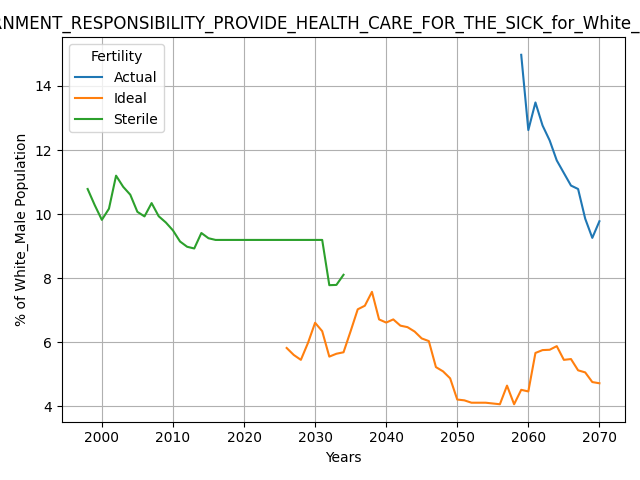 RNMENT_RESPONSIBILITY_PROVIDE_HEALTH_CARE_FOR_THE_SICK_for_White_
Fertility
Actual
Ideal
Sterile
14
12
10
8
6
4
% of White_Male Population
2000 2010 2020 2030 2040 2050 2060 2070
Years